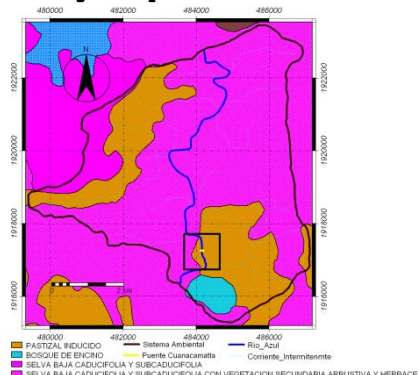 480000 482000 484000 486000
N
1922000 1922000
1920000 1920000
1918000 1918000
1916000 1916000
0 2 km
480000 482000 484000 486000
PASTIZAL INDUCIDO Sistema Ambiental Rio_Azul
BOSQUE DE ENCINO Puente Cuanacamatla Corriente_Intermitenmte
SELVA BAJA CADUCIFOLIA Y SUBCADUCIFOLIA
SELVA BAJA CADUCIFOLIA Y SUBCADUCIFOLIA CON VEGETACION SECUNDARIA ARBUSTIVA Y HERBACE